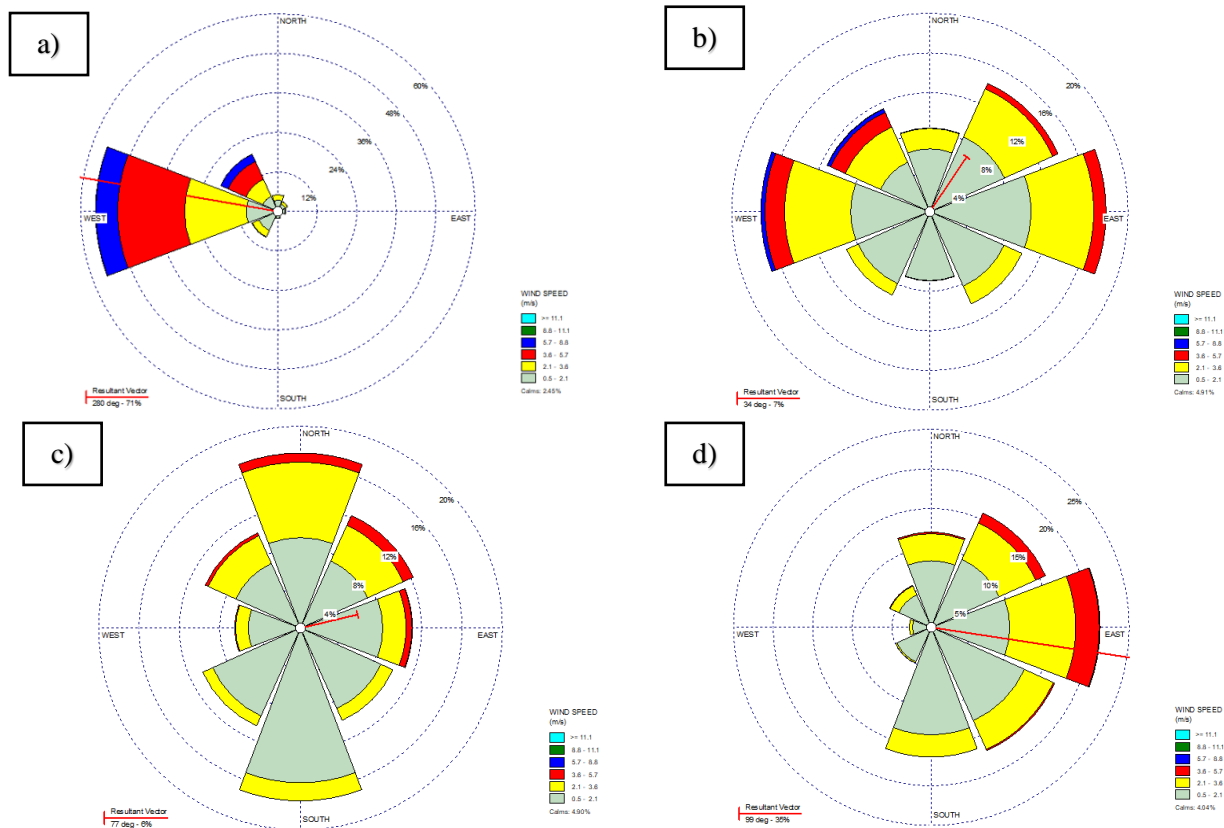 a)
NORTH
60%
48%
36%
24%
12%
WEST
EAST
WIND SPEED
(m/s)
>= 11.1
8.8 - 11.1
5.7 - 8.8
3.6 - 5.7
2.1 - 3.6
0.5 - 2.1
Calms: 2.45%
Resultant Vector
280 deg - 71%
SOUTH
b)
NORTH
20%
16%
12%
8%
4%
WEST
EAST
WIND SPEED
(m/s)
>= 11.1
8.8 - 11.1
5.7 - 8.8
3.6 - 5.7
2.1 - 3.6
0.5 - 2.1
Calms: 4.91%
Resultant Vector
34 deg - 7%
SOUTH
c)
NORTH
20%
16%
12%
8%
4%
WEST
EAST
WIND SPEED
(m/s)
>= 11.1
8.8 - 11.1
5.7 - 8.8
3.6 - 5.7
2.1 - 3.6
0.5 - 2.1
Calms: 4.90%
Resultant Vector
77 deg - 6%
SOUTH
d)
NORTH
25%
20%
15%
10%
5%
WEST
EAST
WIND SPEED
(m/s)
>= 11.1
8.8 - 11.1
5.7 - 8.8
3.6 - 5.7
2.1 - 3.6
0.5 - 2.1
Calms: 4.04%
Resultant Vector
99 deg - 35%
SOUTH